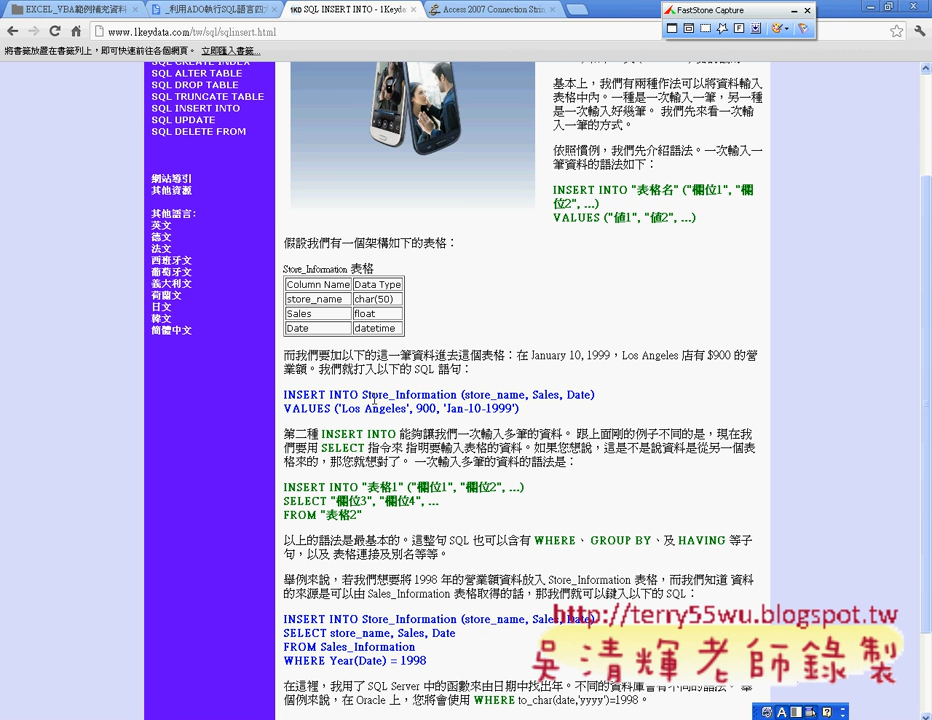 EXCEL_VBA範例補充資料
_利用ADO執行SQL語言四大
1KD SQL INSERT INTO - 1Keyda
Access 2007 Connection Strin
FastStone Capture
www.1keydata.com/tw/sql/sqlinsert.html
將書籤放置在書籤列上，即可快速前往各個網頁。 立即匯入書籤...
SQL CREATE INDEX
SQL ALTER TABLE
SQL DROP TABLE
SQL TRUNCATE TABLE
SQL INSERT INTO
SQL UPDATE
SQL DELETE FROM
網站導引
其他資源
其他語言:
英文
德文
法文
西班牙文
葡萄牙文
義大利文
荷蘭文
日文
韓文
簡體中文
基本上，我們有兩種作法可以將資料輸入
表格中內。一種是一次輸入一筆，另一種
是一次輸入好幾筆。 我們先來看一次輸
入一筆的方式。
依照慣例，我們先介紹語法。一次輸入一
筆資料的語法如下：
INSERT INTO "表格名" ("欄位1", "欄
位2", ...)
VALUES ("值1", "值2", ...)
假設我們有一個架構如下的表格：
Store_Information 表格
Column Name Data Type
store_name char(50)
Sales float
Date datetime
而我們要加以下的這一筆資料進去這個表格：在 January 10, 1999，Los Angeles 店有 $900 的營
業額。我們就打入以下的 SQL 語句：
INSERT INTO Store_Information (store_name, Sales, Date)
VALUES ('Los Angeles', 900, 'Jan-10-1999')
第二種 INSERT INTO 能夠讓我們一次輸入多筆的資料。 跟上面剛的例子不同的是，現在我
們要用 SELECT 指令來 指明要輸入表格的資料。如果您想說，這是不是說資料是從另一個表
格來的，那您就想對了。 一次輸入多筆的資料的語法是：
INSERT INTO "表格1" ("欄位1", "欄位2", ...)
SELECT "欄位3", "欄位4", ...
FROM "表格2"
以上的語法是最基本的。這整句 SQL 也可以含有 WHERE、 GROUP BY、及 HAVING 等子
句，以及 表格連接及別名等等。
舉例來說，若我們想要將 1998 年的營業額資料放入 Store_Information 表格，而我們知道 資料
的來源是可以由 Sales_Information 表格取得的話，那我們就可以鍵入以下的 SQL：
INSERT INTO Store_Information (store_name, Sales, Date)
SELECT store_name, Sales, Date
FROM Sales_Information
WHERE Year(Date) = 1998
http://terry55wu.blogspot.tw
吳清輝老師錄製
在這裡，我用了 SQL Server 中的函數來由日期中找出年。不同的資料庫會有不同的語法。 舉
個例來說，在 Oracle 上，您將會使用 WHERE to_char(date,'yyyy')=1998。